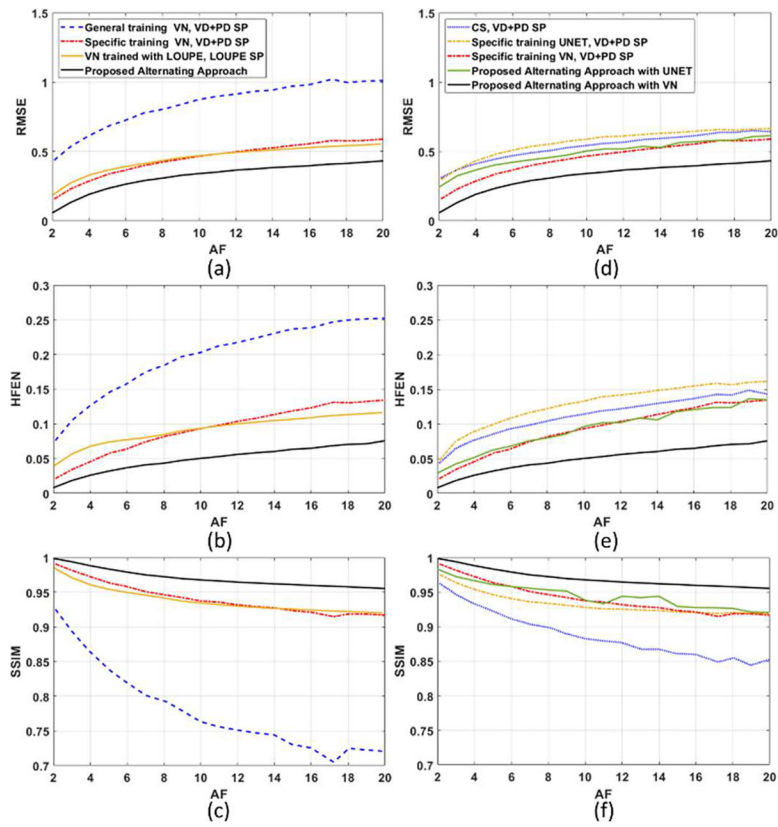 RMSE
1.5
1
0.5
0
General training VN, VD+PD SP
Specific training VN, VD+PD SP
VN trained with LOUPE, LOUPE SP
Proposed Alternating Approach
2 4 6 8 10 12 14 16 18 20
AF
(a)
RMSE
1.5
1
0.5
0
CS, VD+PD SP
Specific training UNET, VD+PD SP
Specific training VN, VD+PD SP
Proposed Alternating Approach with UNET
Proposed Alternating Approach with VN
2 4 6 8 10 12 14 16 18 20
AF
(d)
HFEN
0.3
0.25
0.2
0.15
0.1
0.05
0
2 4 6 8 10 12 14 16 18 20
AF
(b)
HFEN
0.3
0.25
0.2
0.15
0.1
0.05
0
2 4 6 8 10 12 14 16 18 20
AF
(e)
SSIM
1
0.95
0.9
0.85
0.8
0.75
0.7
2 4 6 8 10 12 14 16 18 20
AF
(c)
SSIM
1
0.95
0.9
0.85
0.8
0.75
0.7
2 4 6 8 10 12 14 16 18 20
AF
(f)